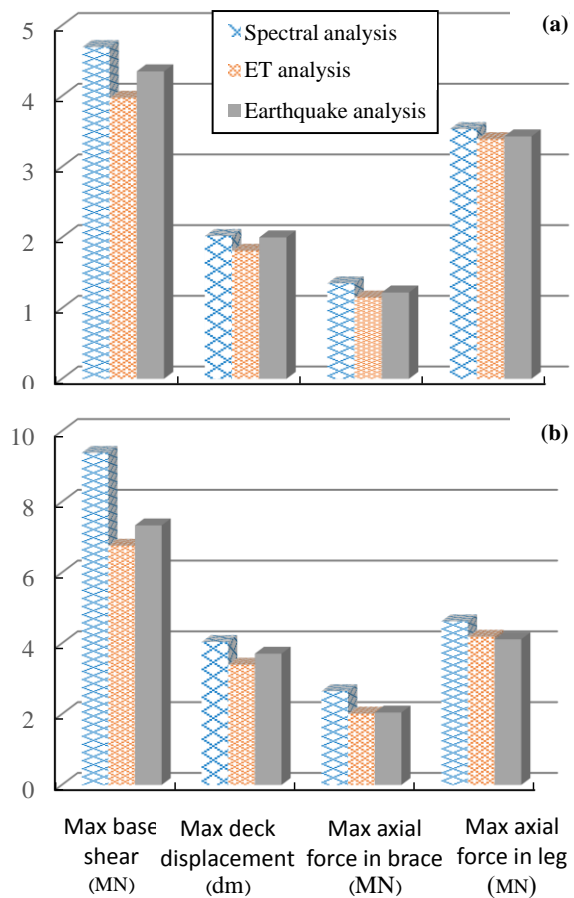 (a)
Spectral analysis
ET analysis
Earthquake analysis
5
4
3
2
1
0
(b)
10
8
6
4
2
0
Max base
shear
(MN)
Max deck
displacement
(dm)
Max axial
force in brace
(MN)
Max axial
force in leg
(MN)